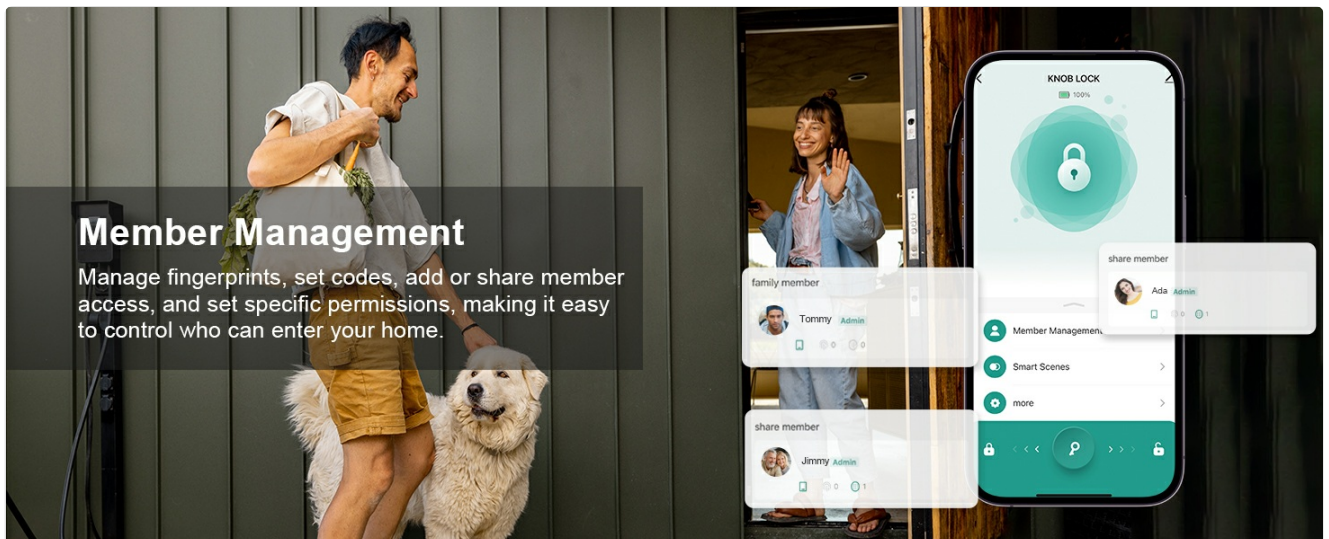 Member Management
Manage fingerprints, set codes, add or share member
access, and set specific permissions, making it easy
to control who can enter your home.
KNOB LOCK
100%
share member
Ada Admin
0 1
family member
Tommy Admin
0 0
Member Management
Smart Scenes
more
share member
Jimmy Admin
0 1